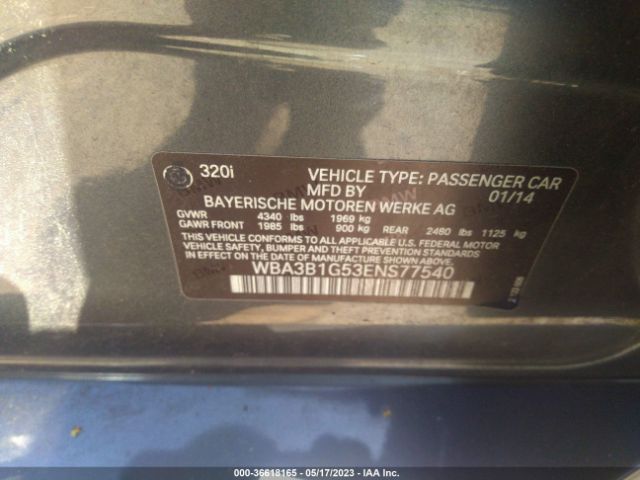 320i VEHICLE TYPE: PASSENGER CAR
MFD BY 01/14
BAYERISCHE MOTOREN WERKE AG
GVWR 4340 lbs 1969 kg
GAWR FRONT 1985 lbs 900 kg REAR 2480 lbs 1125 kg
THIS VEHICLE CONFORMS TO ALL APPLICABLE U.S. FEDERAL MOTOR
VEHICLE SAFETY, BUMPER AND THEFT PREVENTION STANDARDS
IN EFFECT ON THE DATE OF MANUFACTURE SHOWN ABOVE.
WBA3B1G53ENS77540
000-36618165 - 05/17/2023 - IAA Inc.